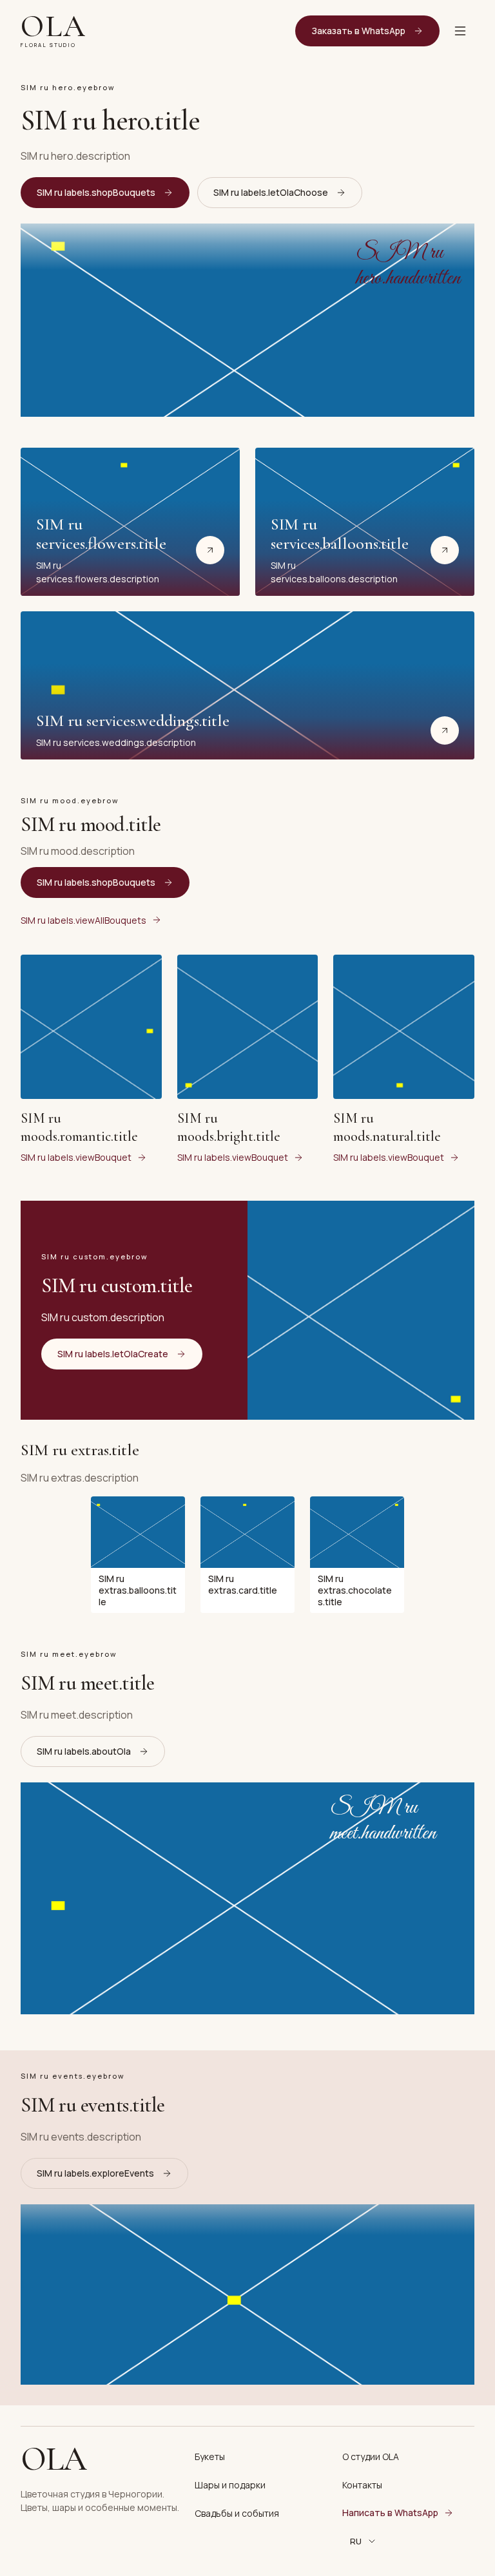 OLA
FLORAL STUDIO
Заказать в WhatsApp
SIM ru hero.eyebrow
SIM ru hero.title
SIM ru hero.description
SIM ru labels.shopBouquets
SIM ru labels.letOlaChoose
SIM ru
hero.handwritten
SIM ru
services.flowers.title
SIM ru
services.flowers.description
SIM ru
services.balloons.title
SIM ru
services.balloons.description
SIM ru services.weddings.title
SIM ru services.weddings.description
SIM ru mood.eyebrow
SIM ru mood.title
SIM ru mood.description
SIM ru labels.shopBouquets
SIM ru labels.viewAllBouquets
SIM ru
moods.romantic.title
SIM ru labels.viewBouquet
SIM ru
moods.bright.title
SIM ru labels.viewBouquet
SIM ru
moods.natural.title
SIM ru labels.viewBouquet
SIM ru custom.eyebrow
SIM ru custom.title
SIM ru custom.description
SIM ru labels.letOlaCreate
SIM ru extras.title
SIM ru extras.description
SIM ru
extras.balloons.tit
le
SIM ru
extras.card.title
SIM ru
extras.chocolate
s.title
SIM ru meet.eyebrow
SIM ru meet.title
SIM ru meet.description
SIM ru labels.aboutOla
SIM ru
meet.handwritten
SIM ru events.eyebrow
SIM ru events.title
SIM ru events.description
SIM ru labels.exploreEvents
OLA
Цветочная студия в Черногории.
Цветы, шары и особенные моменты.
Букеты
Шары и подарки
Свадьбы и события
О студии OLA
Контакты
Написать в WhatsApp
RU